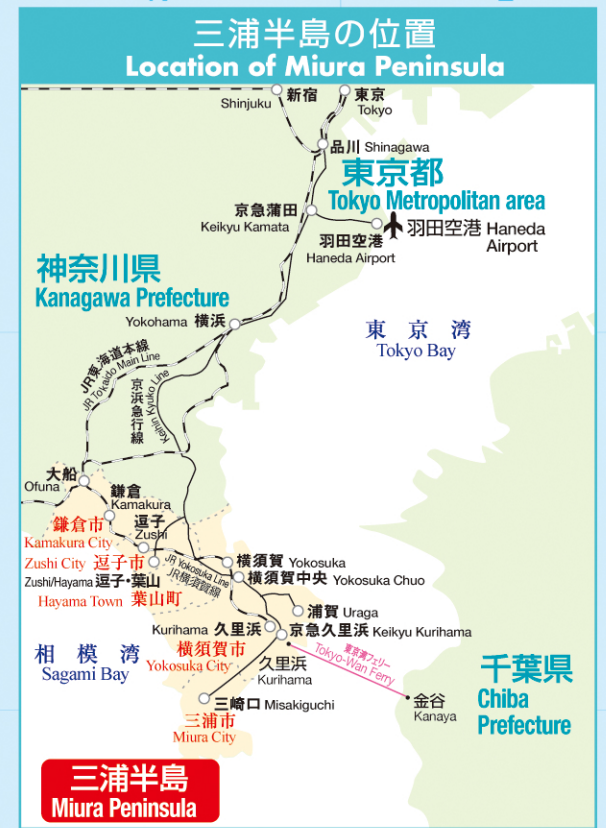 三浦半島の位置
Location of Miura Peninsula
新宿
Shinjuku
東京
Tokyo
品川 Shinagawa
東京都
Tokyo Metropolitan area
京急蒲田
Keikyu Kamata
羽田空港
Haneda Airport
羽田空港 Haneda
Airport
神奈川県
Kanagawa Prefecture
Yokohama 横浜
東京湾
Tokyo Bay
JR東海道本線
JR Tokaido Main Line
京浜急行線
Keihin Kyuko Line
大船
Ofuna
鎌倉
Kamakura
鎌倉市
Kamakura City
逗子
Zushi
Zushi City 逗子市
Zushi/Hayama 逗子・葉山
Hayama Town 葉山町
JR Yokosuka Line
JR横須賀線
横須賀 Yokosuka
横須賀中央 Yokosuka Chuo
浦賀 Uraga
Kurihama 久里浜
京急久里浜 Keikyu Kurihama
相模湾
Sagami Bay
横須賀市
Yokosuka City
久里浜
Kurihama
東京湾フェリー
Tokyo-Wan Ferry
金谷
Kanaya
千葉県
Chiba
Prefecture
三崎口 Misakiguchi
三浦市
Miura City
三浦半島
Miura Peninsula